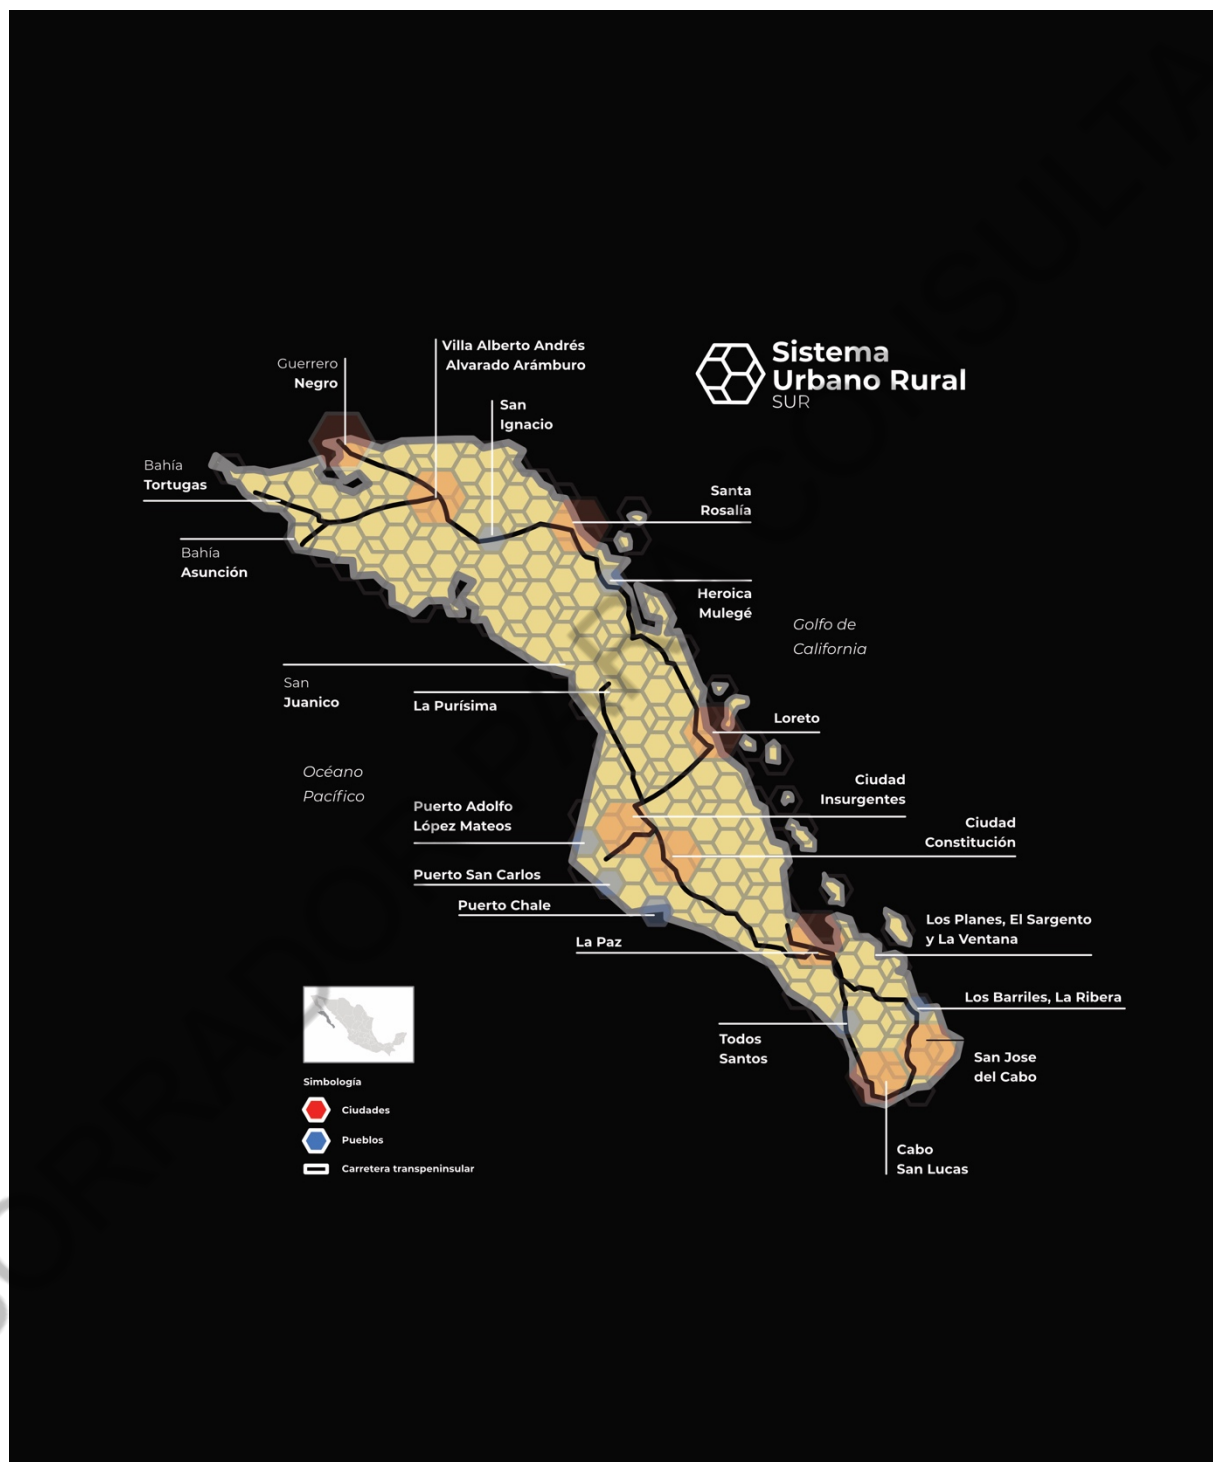 Sistema
Urbano Rural
SUR
Villa Alberto Andrés
Alvarado Arámburo
Guerrero
Negro
San
Ignacio
Bahía
Tortugas
Santa
Rosalía
Bahía
Asunción
Heroica
Mulegé
Golfo de
California
San
Juanico
La Purísima
Loreto
Océano
Pacífico
Ciudad
Insurgentes
Puerto Adolfo
López Mateos
Ciudad
Constitución
Puerto San Carlos
Puerto Chale
Los Planes, El Sargento
y La Ventana
La Paz
Los Barriles, La Ribera
Todos
Santos
San Jose
del Cabo
Cabo
San Lucas
Simbología
Ciudades
Pueblos
Carretera transpeninsular
BORRADOR PARA CONSULTA